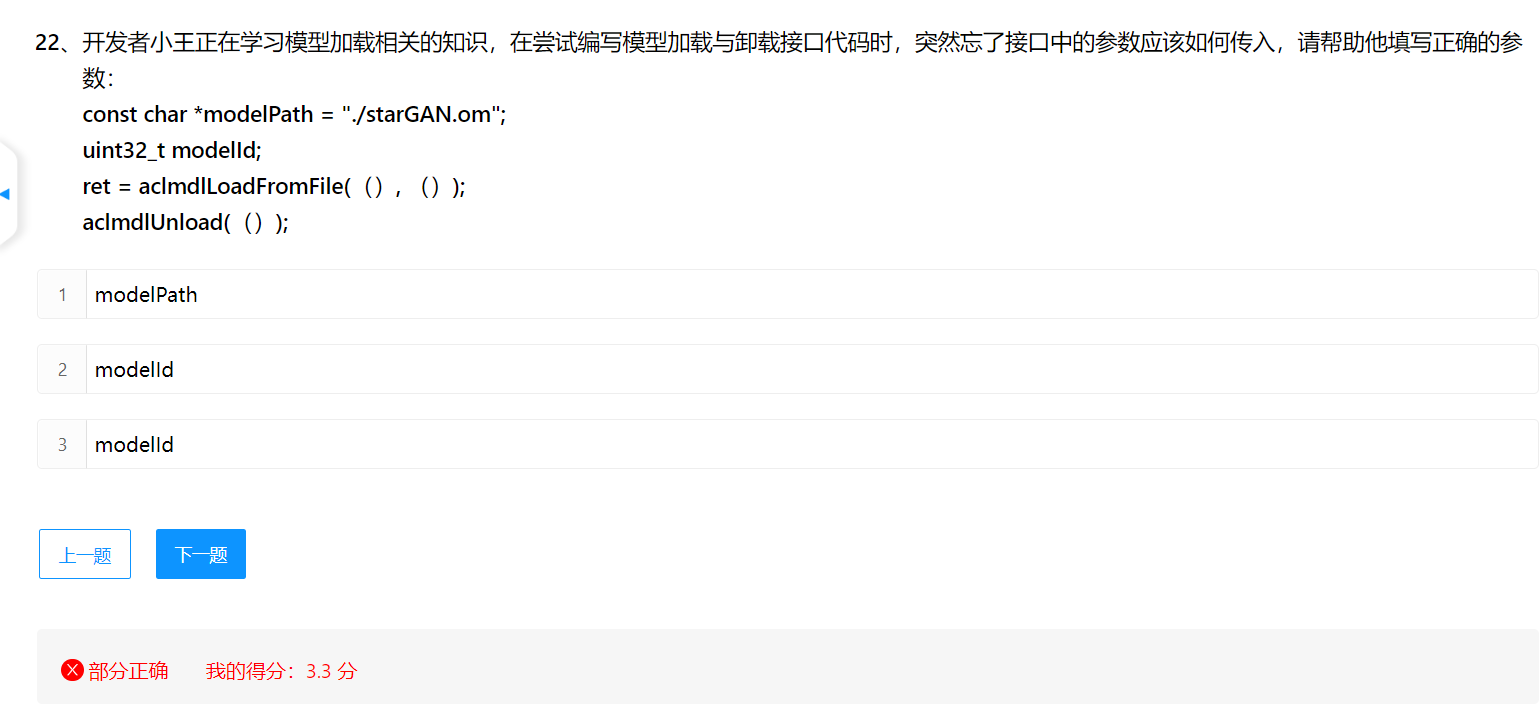 22、开发者小王正在学习模型加载相关的知识，在尝试编写模型加载与卸载接口代码时，突然忘了接口中的参数应该如何传入，请帮助他填写正确的参
数：
const char *modelPath = "./starGAN.om";
uint32_t modelId;
ret = aclmdlLoadFromFile(（），（）);
aclmdlUnload(（）);
1 modelPath
2 modelId
3 modelId
上一题 下一题
部分正确 我的得分：3.3 分